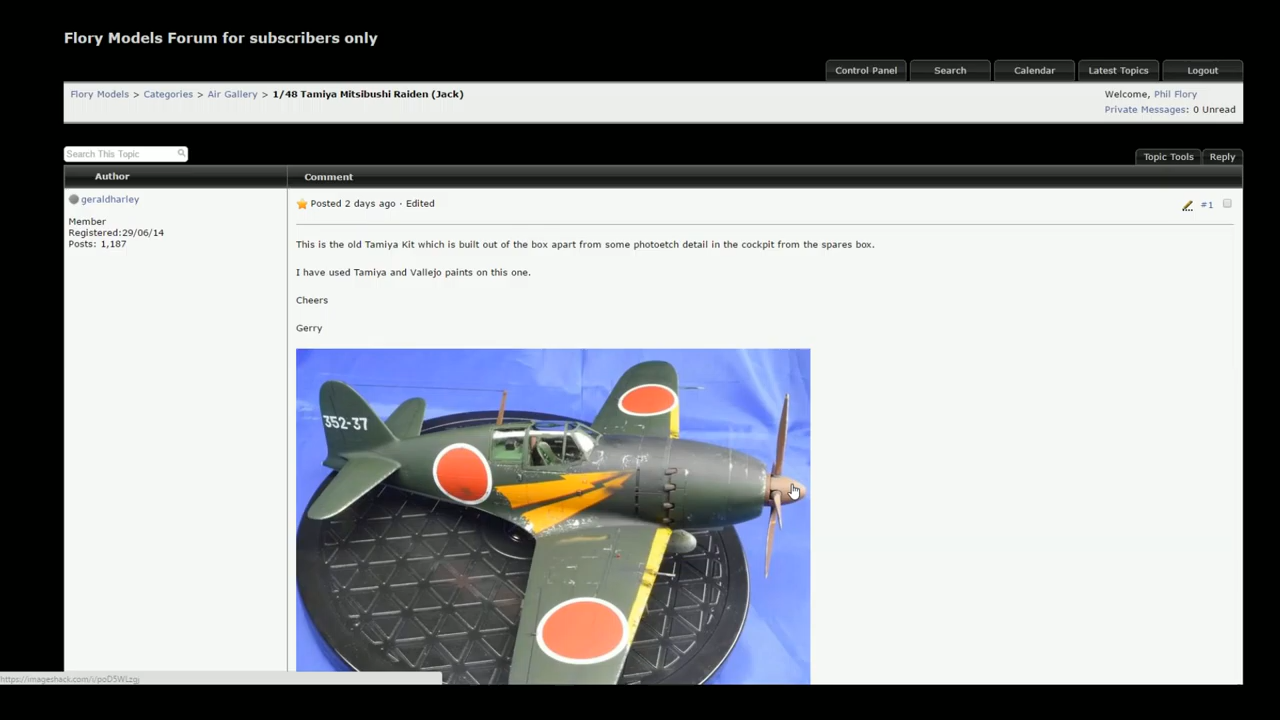 Flory Models Forum for subscribers only
Control Panel Search Calendar Latest Topics Logout
Flory Models > Categories > Air Gallery > 1/48 Tamiya Mitsibushi Raiden (Jack)
Welcome, Phil Flory
Private Messages: 0 Unread
Search This Topic
Topic Tools Reply
Author Comment
geraldharley
Member
Registered:29/06/14
Posts: 1,187
Posted 2 days ago · Edited
#1
This is the old Tamiya Kit which is built out of the box apart from some photoetch detail in the cockpit from the spares box.
I have used Tamiya and Vallejo paints on this one.
Cheers
Gerry
352-37
https://imageshack.com/i/poD5WLzgj